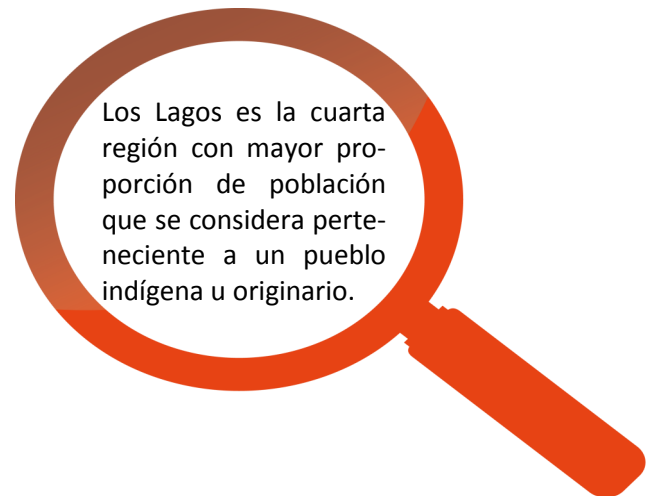 Los Lagos es la cuarta
región con mayor pro-
porción de población
que se considera perte-
neciente a un pueblo
indígena u originario.